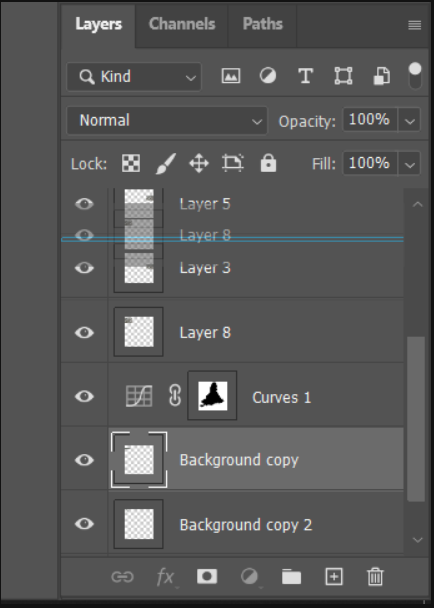 Layers Channels Paths
Kind T
Normal Opacity: 100%
Lock: Fill: 100%
Layer 5
Layer 8
Layer 3
Layer 8
Curves 1
Background copy
Background copy 2
fx